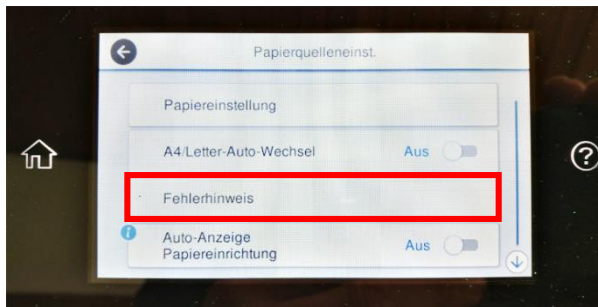 Papierquelleneinst.
Papiereinstellung
A4/Letter-Auto-Wechsel Aus
Fehlerhinweis
Auto-Anzeige
Papiereinrichtung Aus